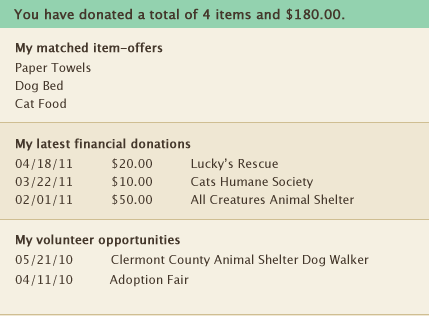 You have donated a total of 4 items and $180.00.
My matched item-offers
Paper Towels
Dog Bed
Cat Food
My latest financial donations
04/18/11 $20.00 Lucky's Rescue
03/22/11 $10.00 Cats Humane Society
02/01/11 $50.00 All Creatures Animal Shelter
My volunteer opportunities
05/21/10 Clermont County Animal Shelter Dog Walker
04/11/10 Adoption Fair